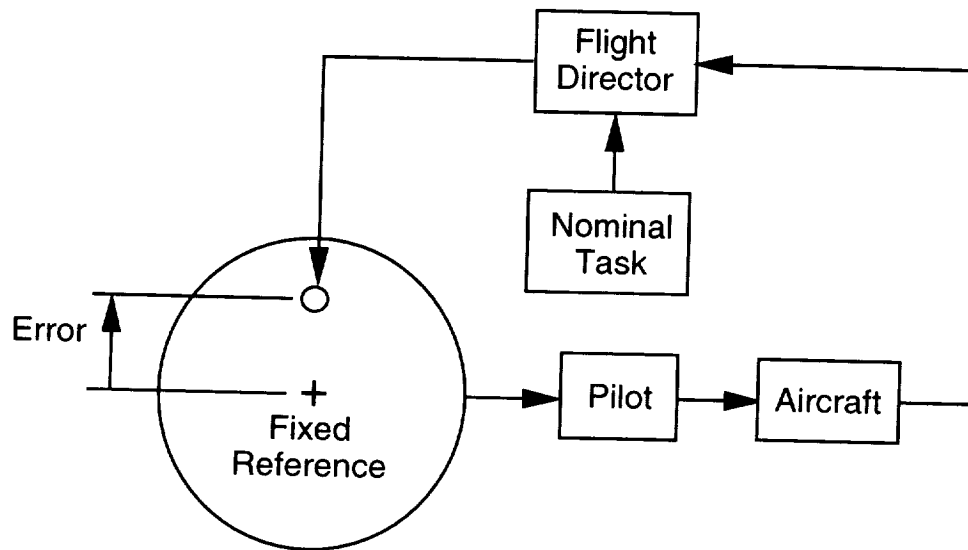 Flight
Director
Nominal
Task
Error
Fixed
Reference
Pilot
Aircraft